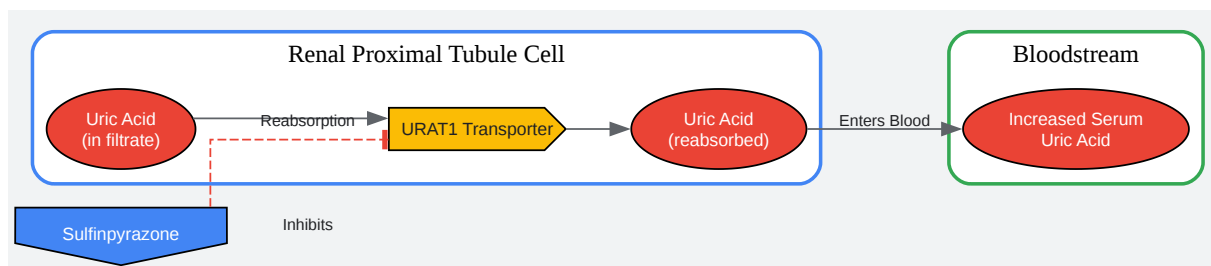 Renal Proximal Tubule Cell
Bloodstream
Uric Acid
(in filtrate)
Reabsorption
URAT1 Transporter
Uric Acid
(reabsorbed)
Enters Blood
Increased Serum
Uric Acid
Sulfinpyrazone
Inhibits